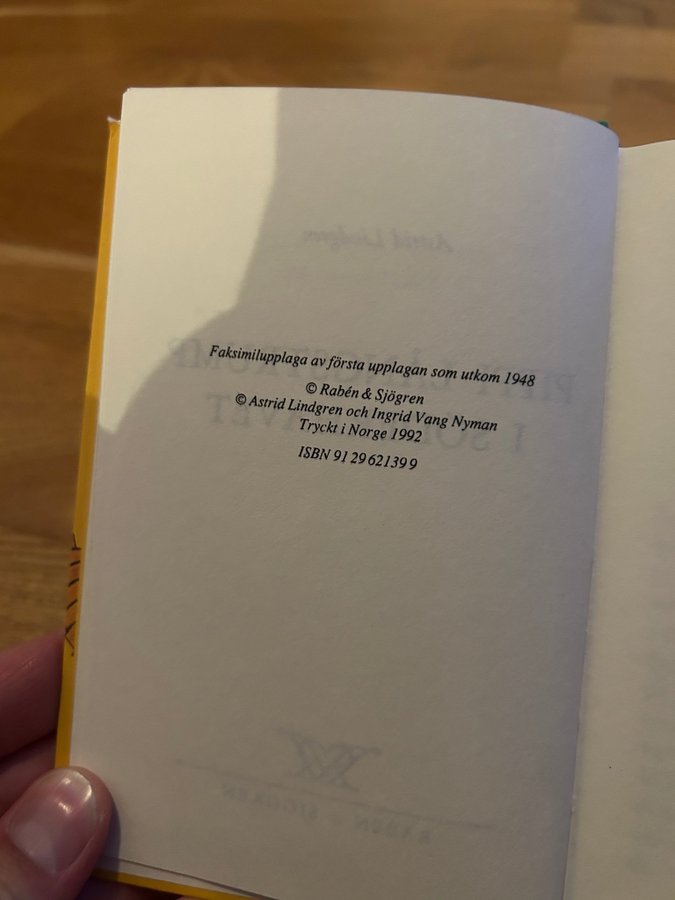 Faksimilupplaga av första upplagan som utkom 1948
© Rabén & Sjögren
© Astrid Lindgren och Ingrid Vang Nyman
Tryckt i Norge 1992
ISBN 91 29 62139 9